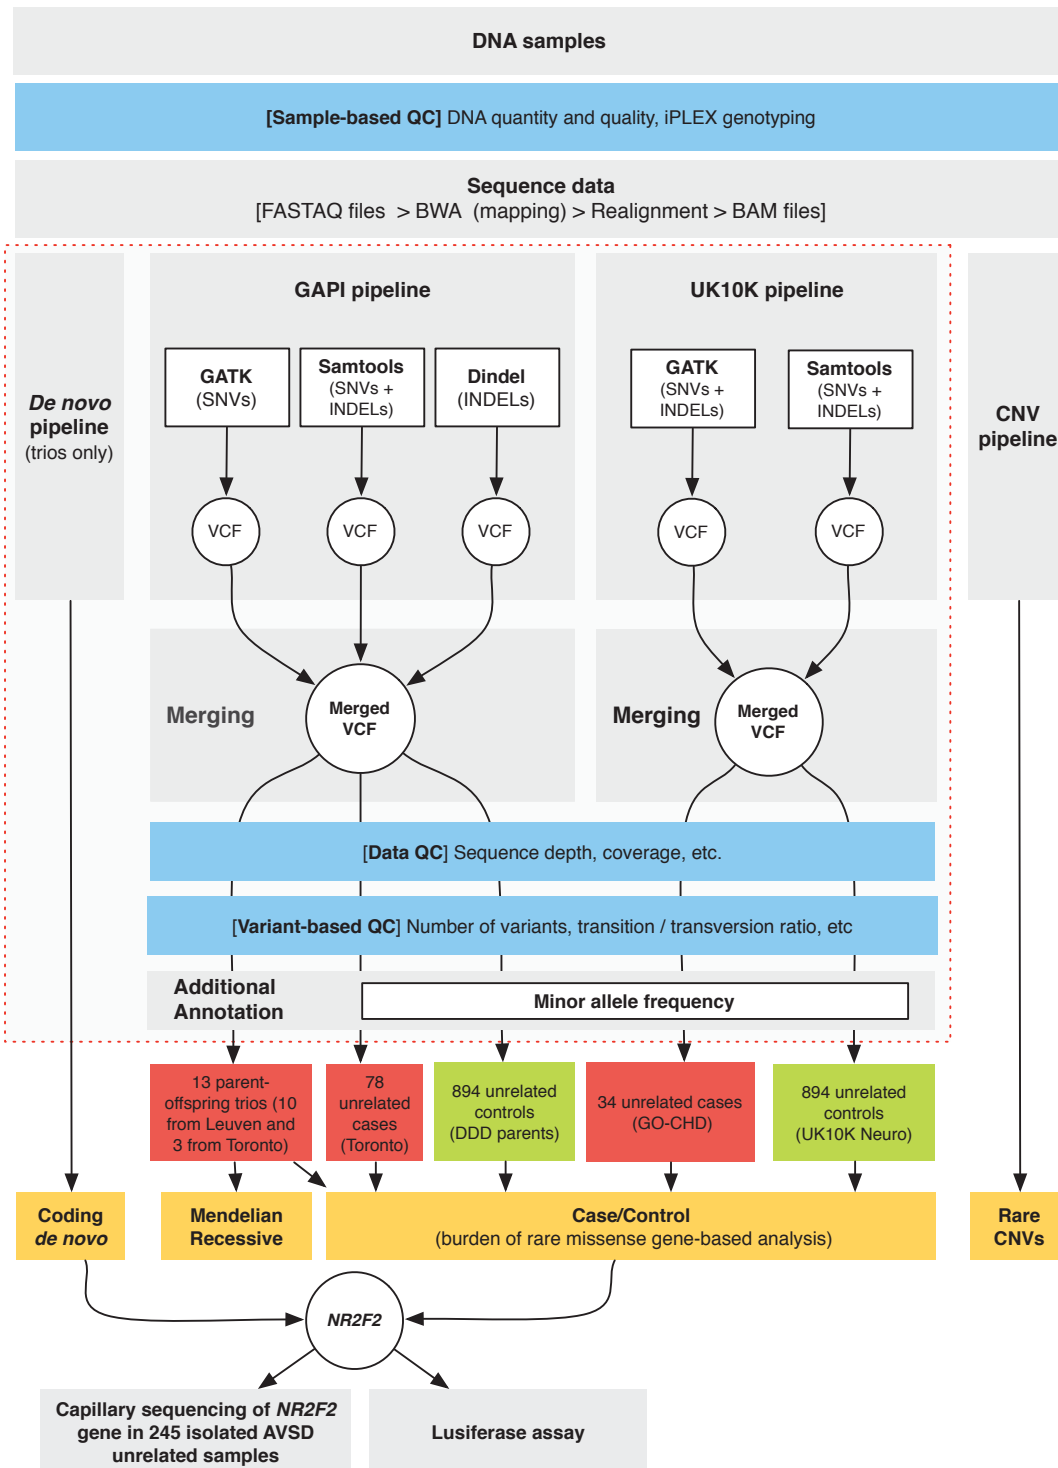 DNA samples
[Sample-based QC] DNA quantity and quality, iPLEX genotyping
Sequence data
[FASTAQ files > BWA (mapping) > Realignment > BAM files]
De novo
pipeline
(trios only)
GAPI pipeline
GATK
(SNVs)
Samtools
(SNVs +
INDELs)
Dindel
(INDELs)
VCF
VCF
VCF
Merging
Merged
VCF
UK10K pipeline
GATK
(SNVs +
INDELs)
Samtools
(SNVs +
INDELs)
VCF
VCF
Merging
Merged
VCF
CNV
pipeline
[Data QC] Sequence depth, coverage, etc.
[Variant-based QC] Number of variants, transition / transversion ratio, etc
Additional
Annotation
Minor allele frequency
13 parent-
offspring trios (10
from Leuven and
3 from Toronto)
78
unrelated
cases
(Toronto)
894 unrelated
controls
(DDD parents)
34 unrelated cases
(GO-CHD)
894 unrelated
controls
(UK10K Neuro)
Coding
de novo
Mendelian
Recessive
Case/Control
(burden of rare missense gene-based analysis)
Rare
CNVs
NR2F2
Capillary sequencing of NR2F2
gene in 245 isolated AVSD
unrelated samples
Lusiferase assay